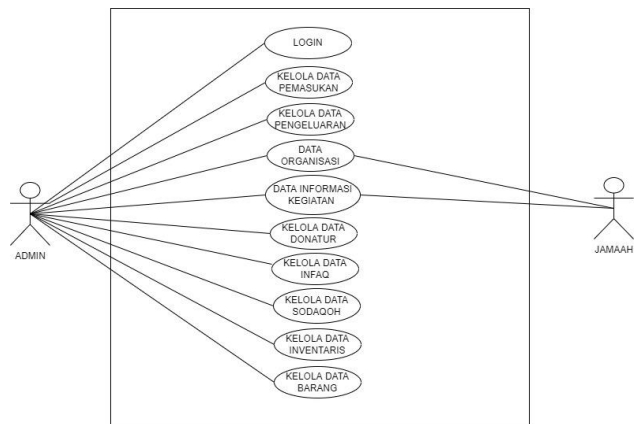 LOGIN
KELOLA DATA
PEMASUKAN
KELOLA DATA
PENGELUARAN
DATA
ORGANISASI
DATA INFORMASI
KEGIATAN
KELOLA DATA
DONATUR
KELOLA DATA
INFAQ
KELOLA DATA
SODAQOH
KELOLA DATA
INVENTARIS
KELOLA DATA
BARANG
ADMIN
JAMAAH